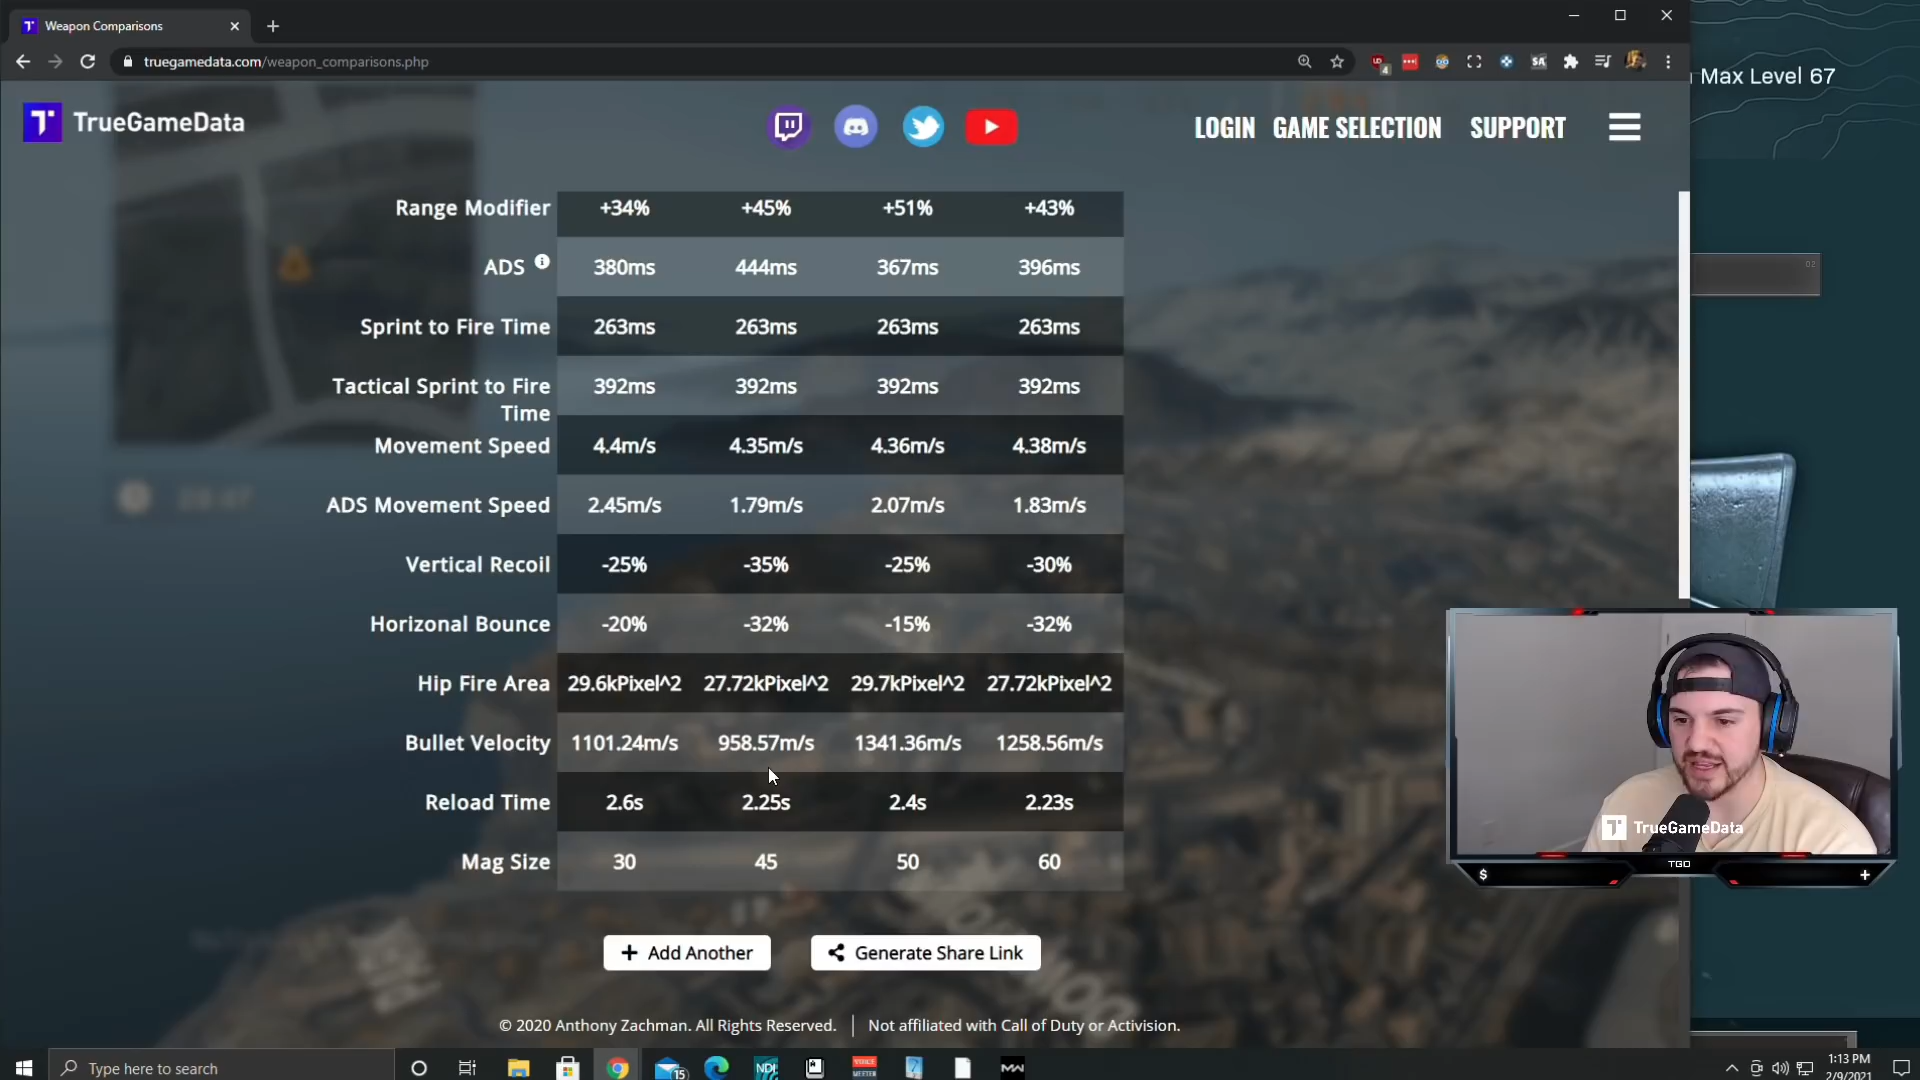 Weapon Comparisons
truegamedata.com/weapon_comparisons.php
Max Level 67
TrueGameData
LOGIN GAME SELECTION SUPPORT
Range Modifier +34% +45% +51% +43%
ADS 380ms 444ms 367ms 396ms
Sprint to Fire Time 263ms 263ms 263ms 263ms
Tactical Sprint to Fire 392ms 392ms 392ms 392ms
Time
Movement Speed 4.4m/s 4.35m/s 4.36m/s 4.38m/s
ADS Movement Speed 2.45m/s 1.79m/s 2.07m/s 1.83m/s
Vertical Recoil -25% -35% -25% -30%
Horizonal Bounce -20% -32% -15% -32%
Hip Fire Area 29.6kPixel^2 27.72kPixel^2 29.7kPixel^2 27.72kPixel^2
Bullet Velocity 1101.24m/s 958.57m/s 1341.36m/s 1258.56m/s
Reload Time 2.6s 2.25s 2.4s 2.23s
Mag Size 30 45 50 60
TrueGameData
TGD
$ +
+ Add Another Generate Share Link
© 2020 Anthony Zachman. All Rights Reserved. | Not affiliated with Call of Duty or Activision.
Type here to search
15
NDI
VOICE
MEETER
MW
1:13 PM
2/9/2021